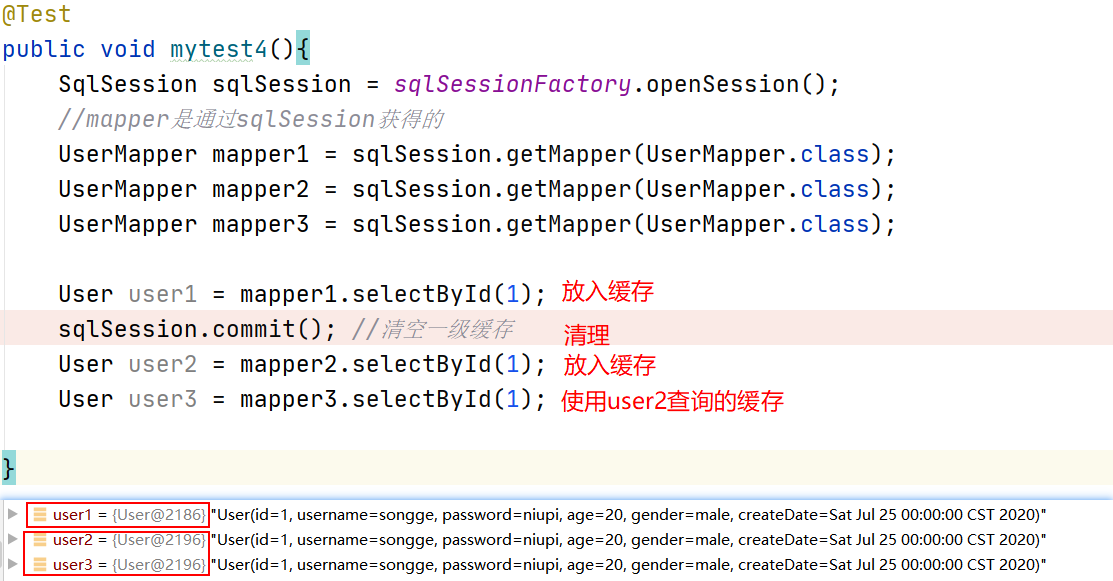 @Test
public void mytest4(){
SqlSession sqlSession = sqlSessionFactory.openSession();
//mapper是通过sqlSession获得的
UserMapper mapper1 = sqlSession.getMapper(UserMapper.class);
UserMapper mapper2 = sqlSession.getMapper(UserMapper.class);
UserMapper mapper3 = sqlSession.getMapper(UserMapper.class);
User user1 = mapper1.selectById(1); 放入缓存
sqlSession.commit(); //清空一级缓存 清理
User user2 = mapper2.selectById(1); 放入缓存
User user3 = mapper3.selectById(1); 使用user2查询的缓存
}
user1 = {User@2186} "User(id=1, username=songge, password=niupi, age=20, gender=male, createDate=Sat Jul 25 00:00:00 CST 2020)"
user2 = {User@2196} "User(id=1, username=songge, password=niupi, age=20, gender=male, createDate=Sat Jul 25 00:00:00 CST 2020)"
user3 = {User@2196} "User(id=1, username=songge, password=niupi, age=20, gender=male, createDate=Sat Jul 25 00:00:00 CST 2020)"